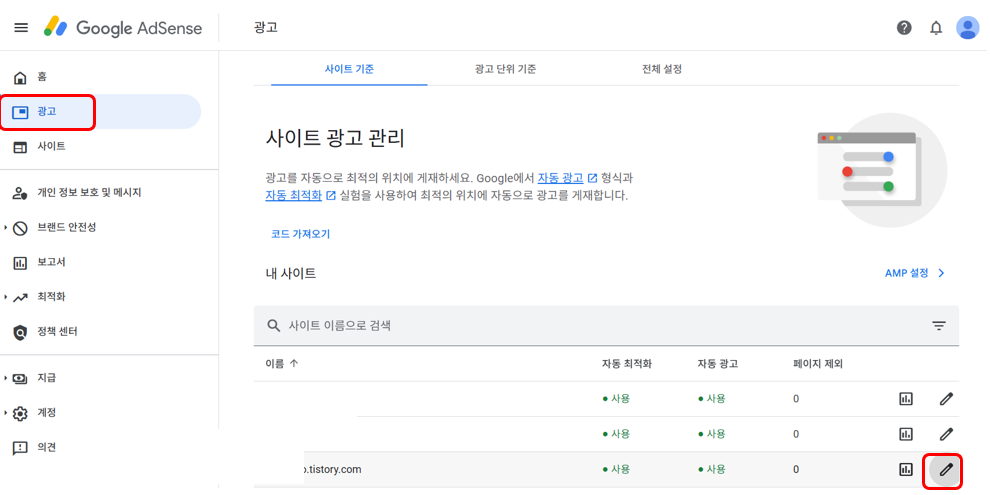 Google AdSense
광고
홈
광고
사이트
개인 정보 보호 및 메시지
브랜드 안전성
보고서
최적화
정책 센터
지급
계정
의견
사이트 기준 광고 단위 기준 전체 설정
사이트 광고 관리
광고를 자동으로 최적의 위치에 게재하세요. Google에서 자동 광고 형식과
자동 최적화 실험을 사용하여 최적의 위치에 자동으로 광고를 게재합니다.
코드 가져오기
내 사이트
AMP 설정
사이트 이름으로 검색
이름 자동 최적화 자동 광고 페이지 제외
사용 사용 0
사용 사용 0
.tistory.com 사용 사용 0